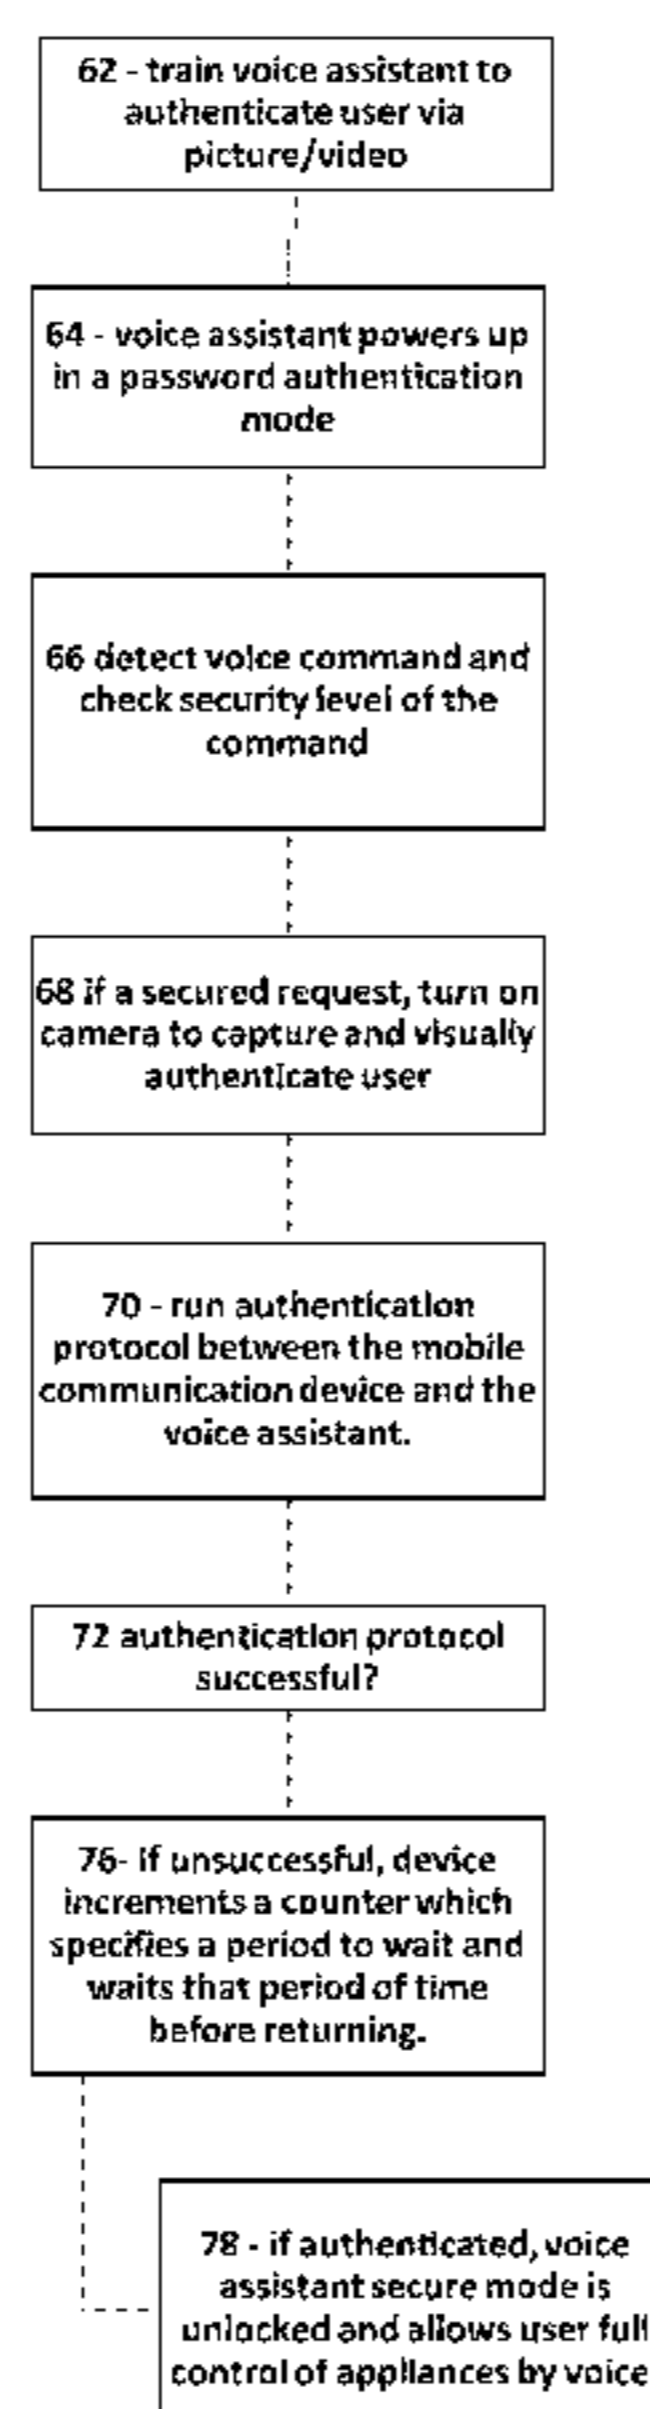 62 - train voice assistant to
authenticate user via
picture/video
64 - voice assistant powers up
in a password authentication
mode
66 detect voice command and
check security level of the
command
68 if a secured request, turn on
camera to capture and visually
authenticate user
70 - run authentication
protocol between the mobile
communication device and the
voice assistant.
72 authentication protocol
successful?
76- if unsuccessful, device
increments a counter which
specifies a period to wait and
waits that period of time
before returning.
78 - if authenticated, voice
assistant secure mode is
unlocked and allows user full
control of appliances by voice